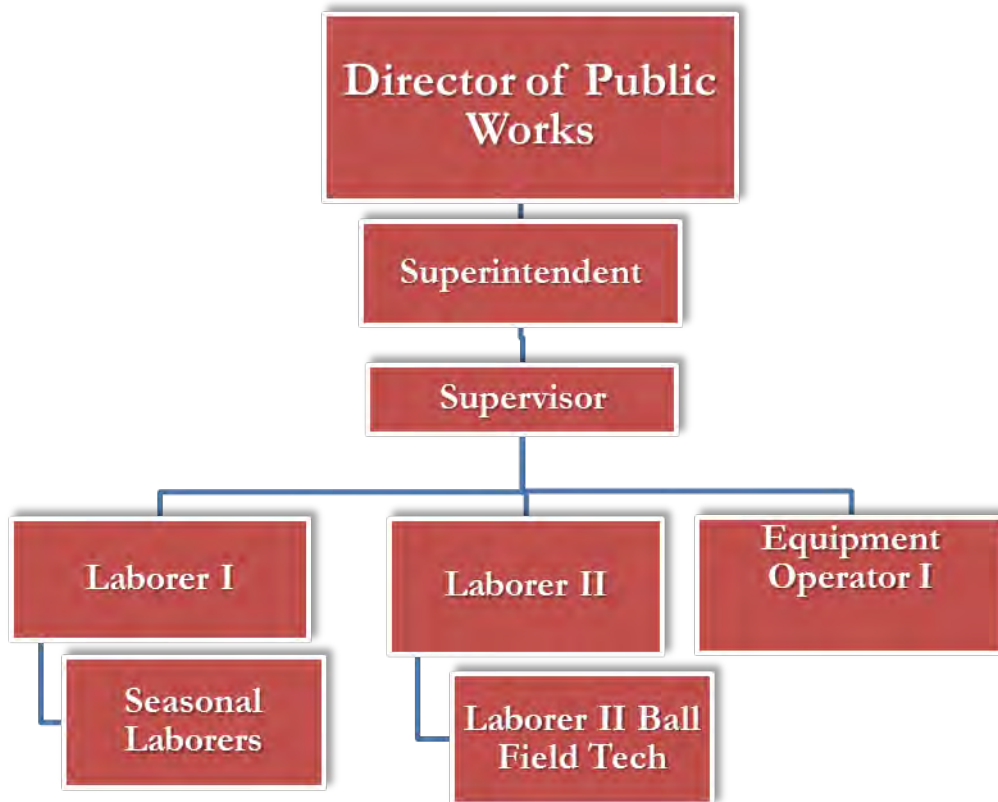 Director of Public
Works
Superintendent
Supervisor
Laborer I
Laborer II
Equipment
Operator I
Seasonal
Laborers
Laborer II Ball
Field Tech